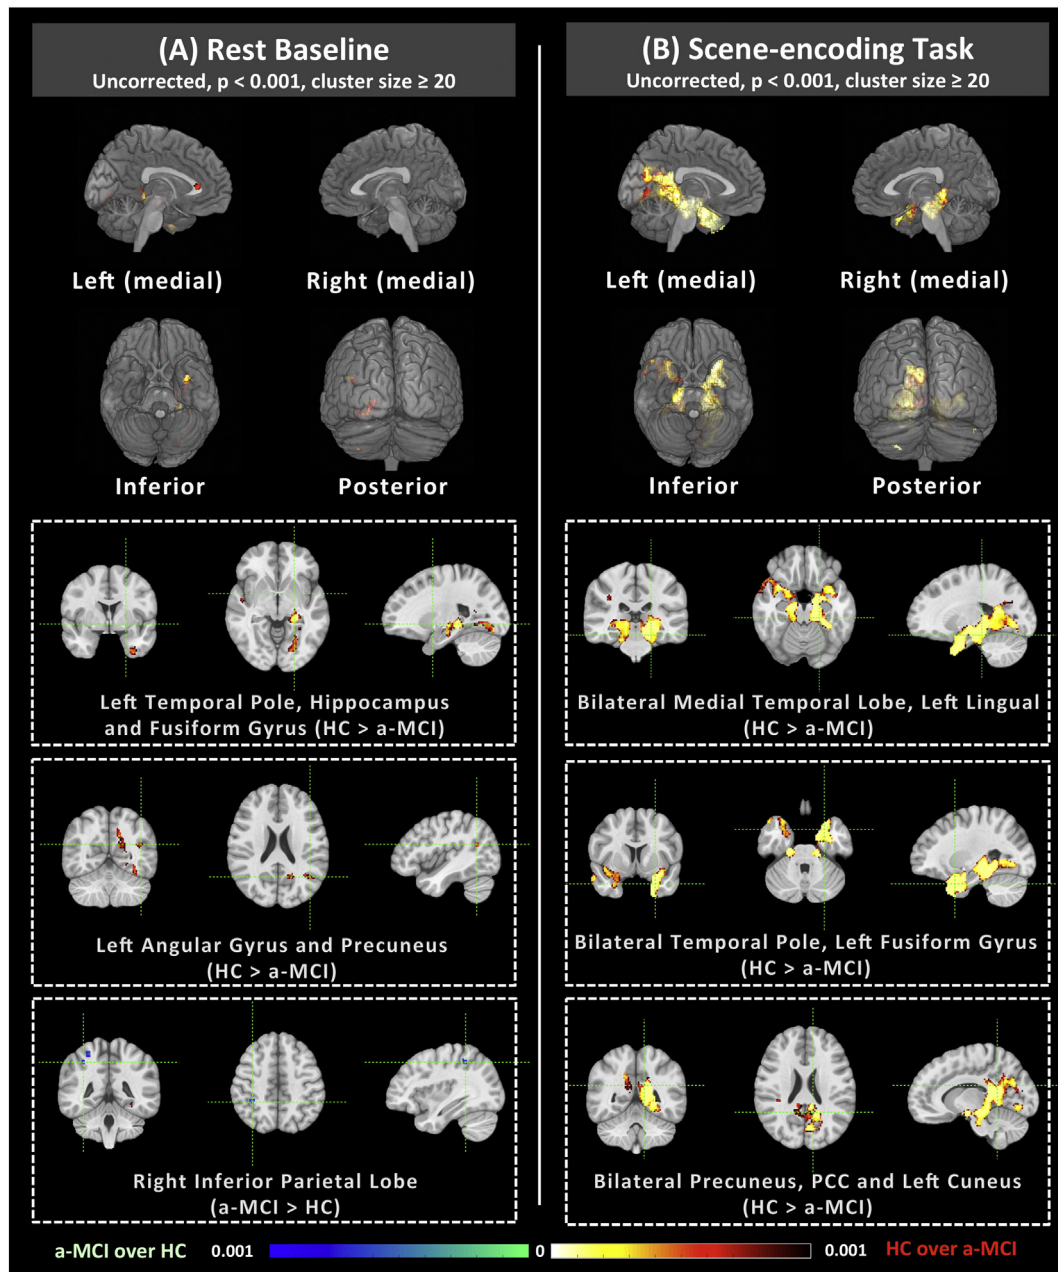 (A) Rest Baseline
Uncorrected, p < 0.001, cluster size ≥ 20
Left (medial)
Right (medial)
Inferior
Posterior
Left Temporal Pole, Hippocampus
and Fusiform Gyrus (HC > a-MCI)
Left Angular Gyrus and Precuneus
(HC > a-MCI)
Right Inferior Parietal Lobe
(a-MCI > HC)
(B) Scene-encoding Task
Uncorrected, p < 0.001, cluster size ≥ 20
Left (medial)
Right (medial)
Inferior
Posterior
Bilateral Medial Temporal Lobe, Left Lingual
(HC > a-MCI)
Bilateral Temporal Pole, Left Fusiform Gyrus
(HC > a-MCI)
Bilateral Precuneus, PCC and Left Cuneus
(HC > a-MCI)
a-MCI over HC 0.001 0 0.001 HC over a-MCI